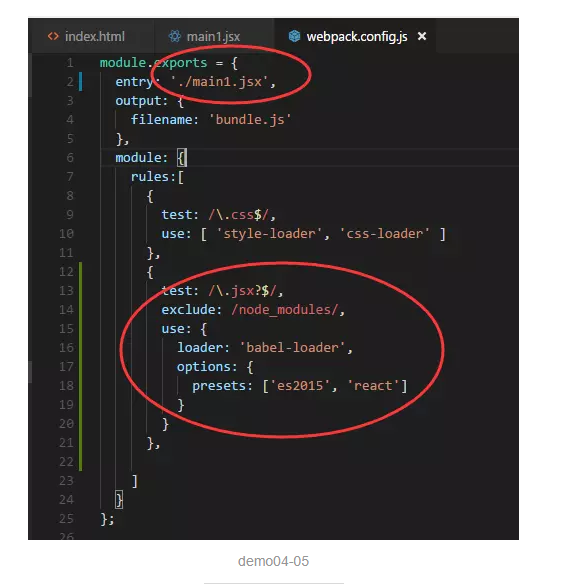 index.html main1.jsx webpack.config.js ×
1 module.exports = {
2 entry: './main1.jsx',
3 output: {
4 filename: 'bundle.js'
5 },
6 module: {
7 rules:[
8 {
9 test: /\.css$/,
10 use: [ 'style-loader', 'css-loader' ]
11 },
12 {
13 test: /\.jsx?$/,
14 exclude: /node_modules/,
15 use: {
16 loader: 'babel-loader',
17 options: {
18 presets: ['es2015', 'react']
19 }
20 }
21 },
22
23 ]
24 }
25 };
26
demo04-05